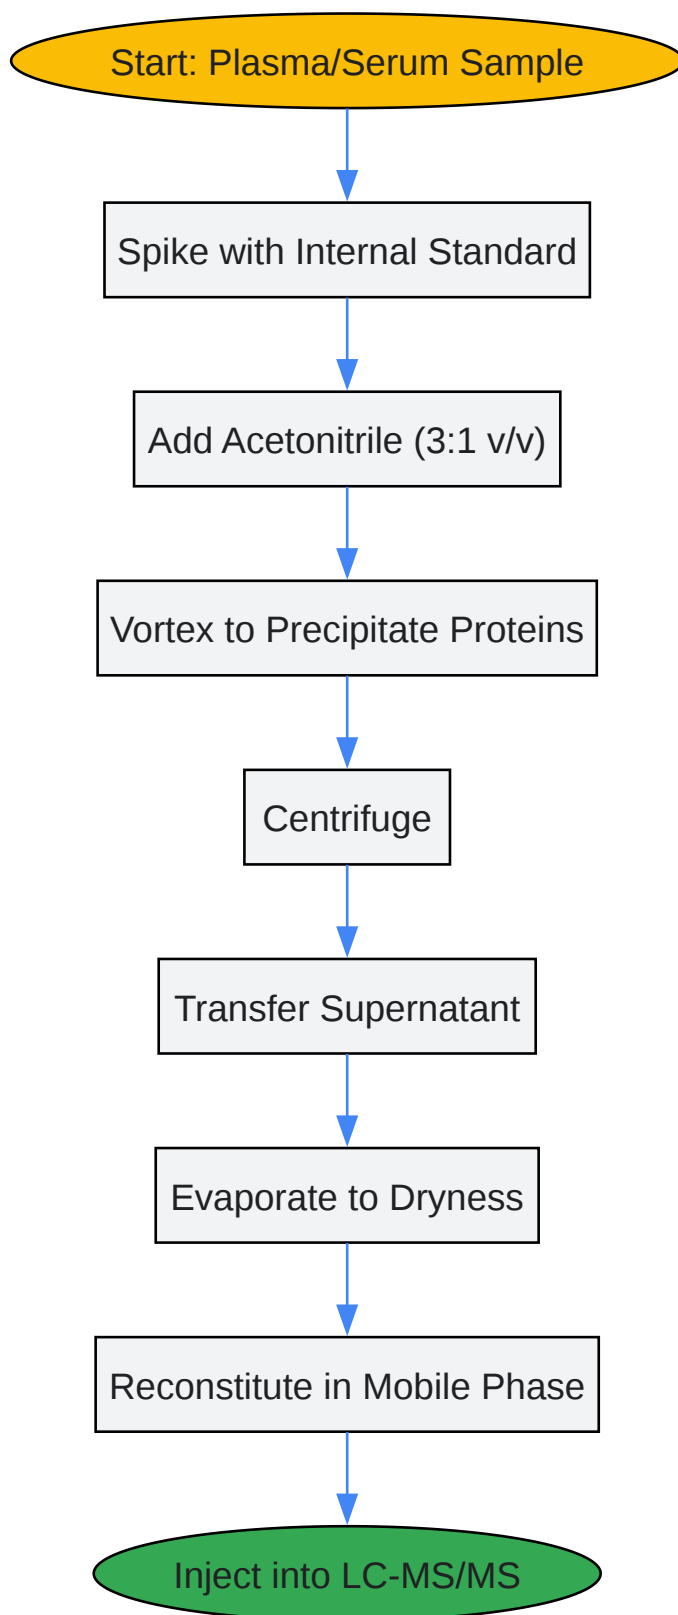 Start: Plasma/Serum Sample
Spike with Internal Standard
Add Acetonitrile (3:1 v/v)
Vortex to Precipitate Proteins
Centrifuge
Transfer Supernatant
Evaporate to Dryness
Reconstitute in Mobile Phase
Inject into LC-MS/MS